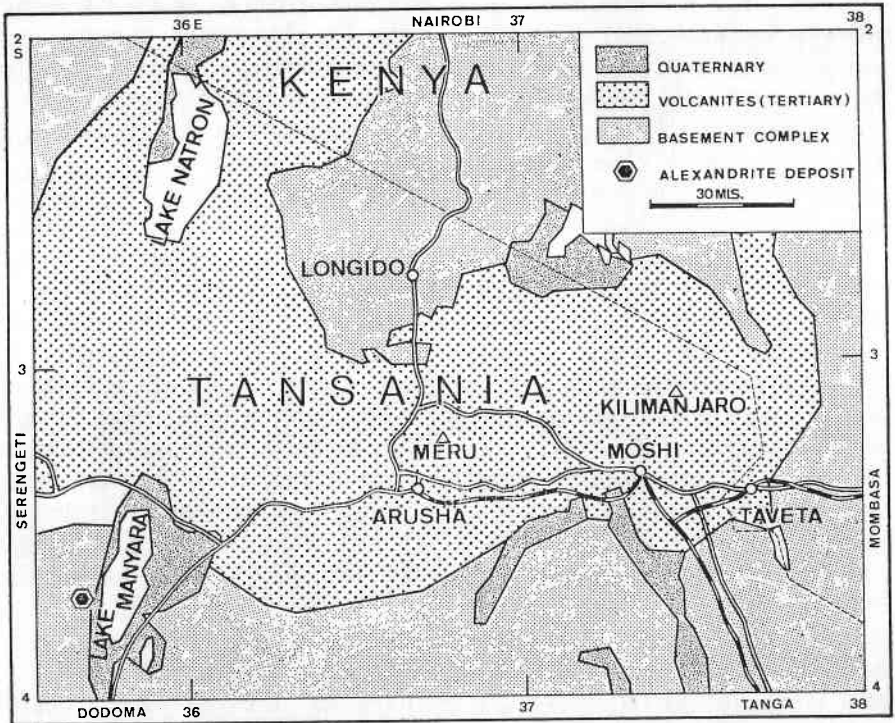 36 E NAIROBI 37 38
2 2
S
KENYA
QUATERNARY
VOLCANITES (TERTIARY)
BASEMENT COMPLEX
ALEXANDRITE DEPOSIT
30 MLS.
LAKE NATRON
LONGIDO
3 3
TANSANIA
KILIMANJARO
MERU
MOSHI
SERENGETI
ARUSHA
TAVETA
MOMBASA
LAKE MANYARA
4 4
DODOMA 36 37 TANGA 38